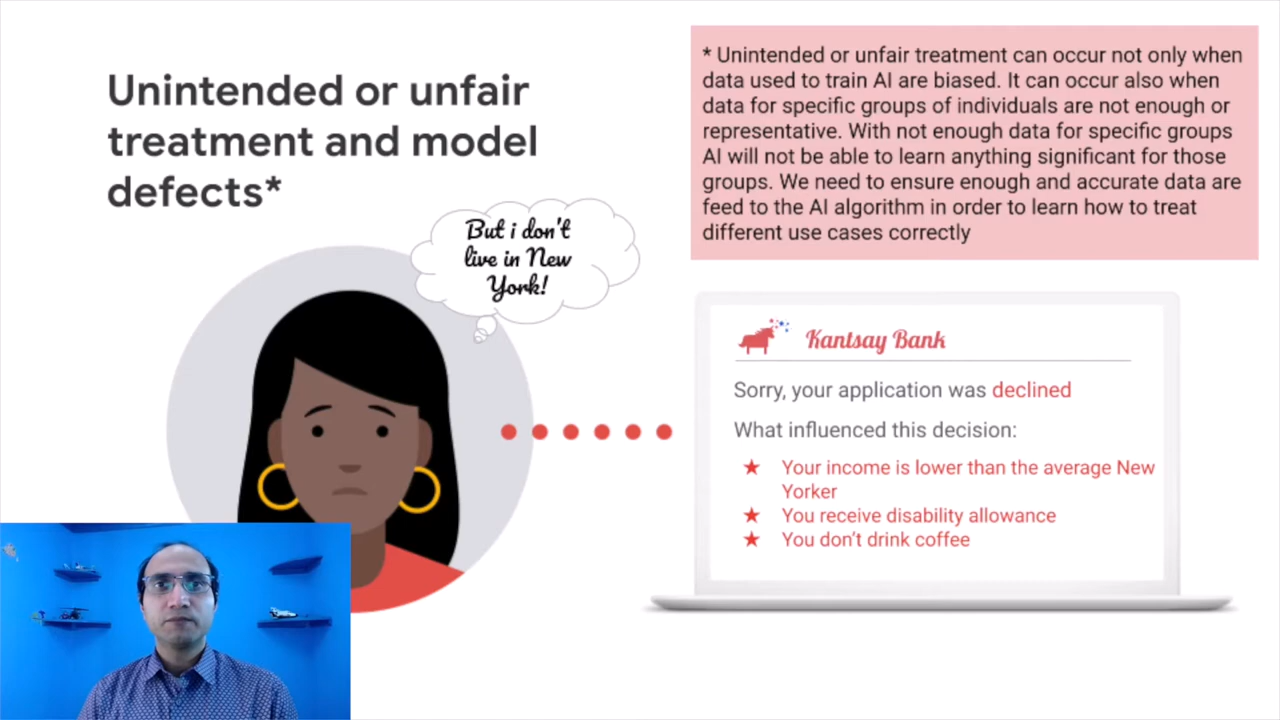 Unintended or unfair
treatment and model
defects*
* Unintended or unfair treatment can occur not only when
data used to train AI are biased. It can occur also when
data for specific groups of individuals are not enough or
representative. With not enough data for specific groups
AI will not be able to learn anything significant for those
groups. We need to ensure enough and accurate data are
feed to the AI algorithm in order to learn how to treat
different use cases correctly
But i don't
live in New
York!
Kantsay Bank
Sorry, your application was declined
What influenced this decision:
★ Your income is lower than the average New
Yorker
★ You receive disability allowance
★ You don't drink coffee